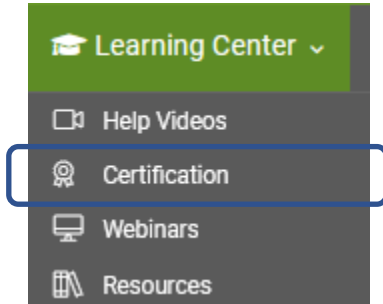 Learning Center
Help Videos
Certification
Webinars
Resources